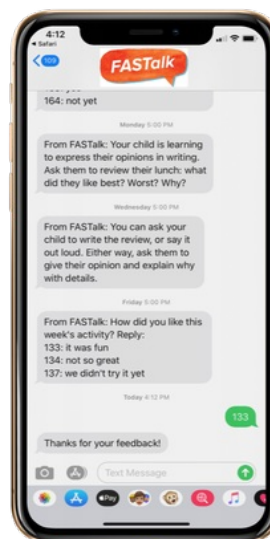 4:12
Safari
109
FASTalk
164: not yet
Monday 5:00 PM
From FASTalk: Your child is learning
to express their opinions in writing.
Ask them to review their lunch: what
did they like best? Worst? Why?
Wednesday 5:00 PM
From FASTalk: You can ask your
child to write the review, or say it
out loud. Either way, ask them to
give their opinion and explain why
with details.
Friday 5:00 PM
From FASTalk: How did you like this
week's activity? Reply:
133: it was fun
134: not so great
137: we didn't try it yet
Today 4:12 PM
133
Thanks for your feedback!
Text Message
Pay